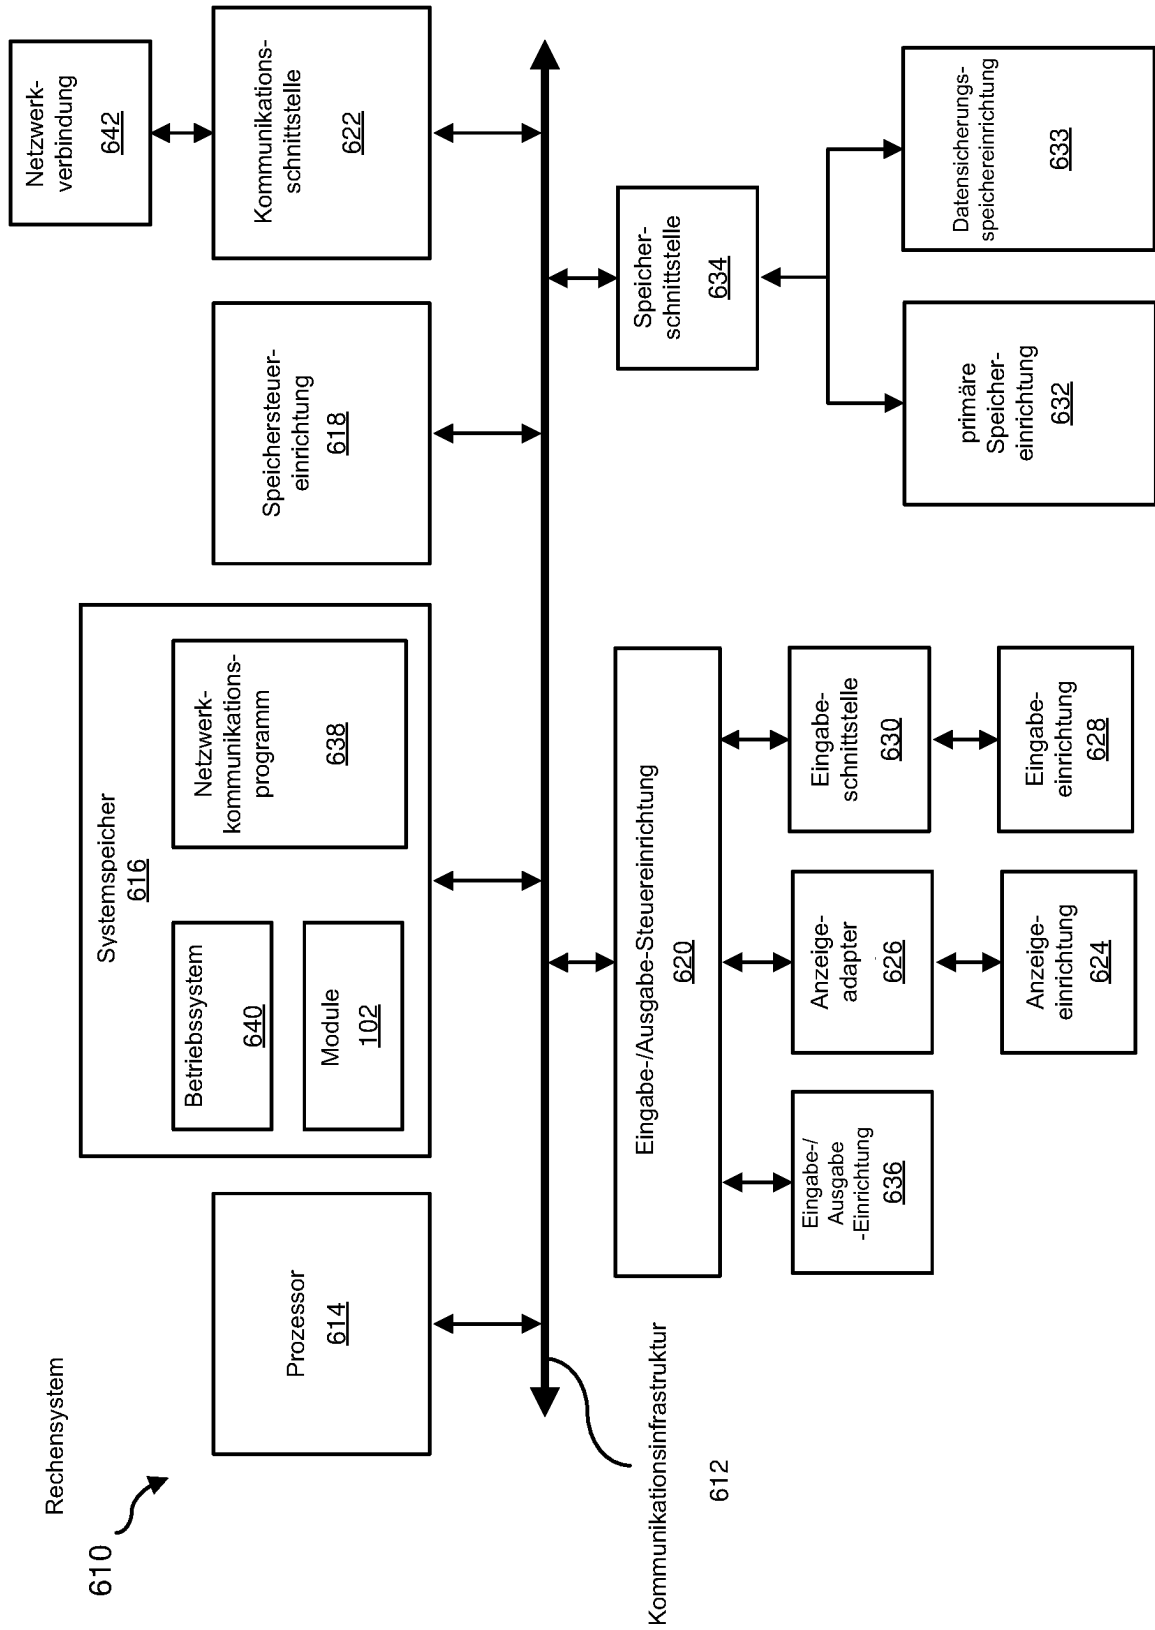 610
Rechensystem
Prozessor
614
Systemspeicher
616
Betriebssystem
640
Module
102
Netzwerk-
kommunikations-
programm
638
Speichersteuer-
einrichtung
618
Netzwerk-
verbindung
642
Kommunikations-
schnittstelle
622
Kommunikationsinfrastruktur
612
Eingabe-/Ausgabe-Steuereinrichtung
620
Eingabe-/
Ausgabe
-Einrichtung
636
Anzeige-
adapter
626
Anzeige-
einrichtung
624
Eingabe-
schnittstelle
630
Eingabe-
einrichtung
628
Speicher-
schnittstelle
634
primäre
Speicher-
einrichtung
632
Datensicherungs-
speichereinrichtung
633